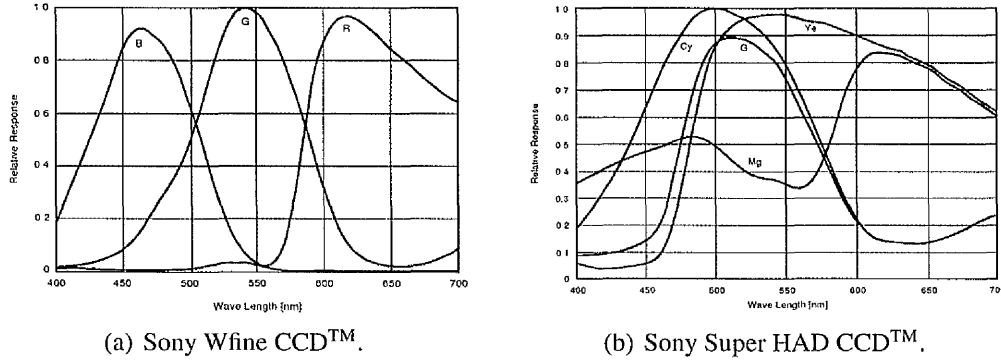 1 0
0.8
0 6
0.4
0 2
0
B
G
R
Relative Response
400 450 500 550 600 650 700
Wave Length [nm]
(a) Sony Wfine CCD™.
1
0.9
0.8
0.7
0.6
0.5
0.4
0.3
0.2
0.1
0
Cy
G
Ye
Mg
Relative Response
400 450 500 550 600 650 70
Wave Length [nm]
(b) Sony Super HAD CCD™.